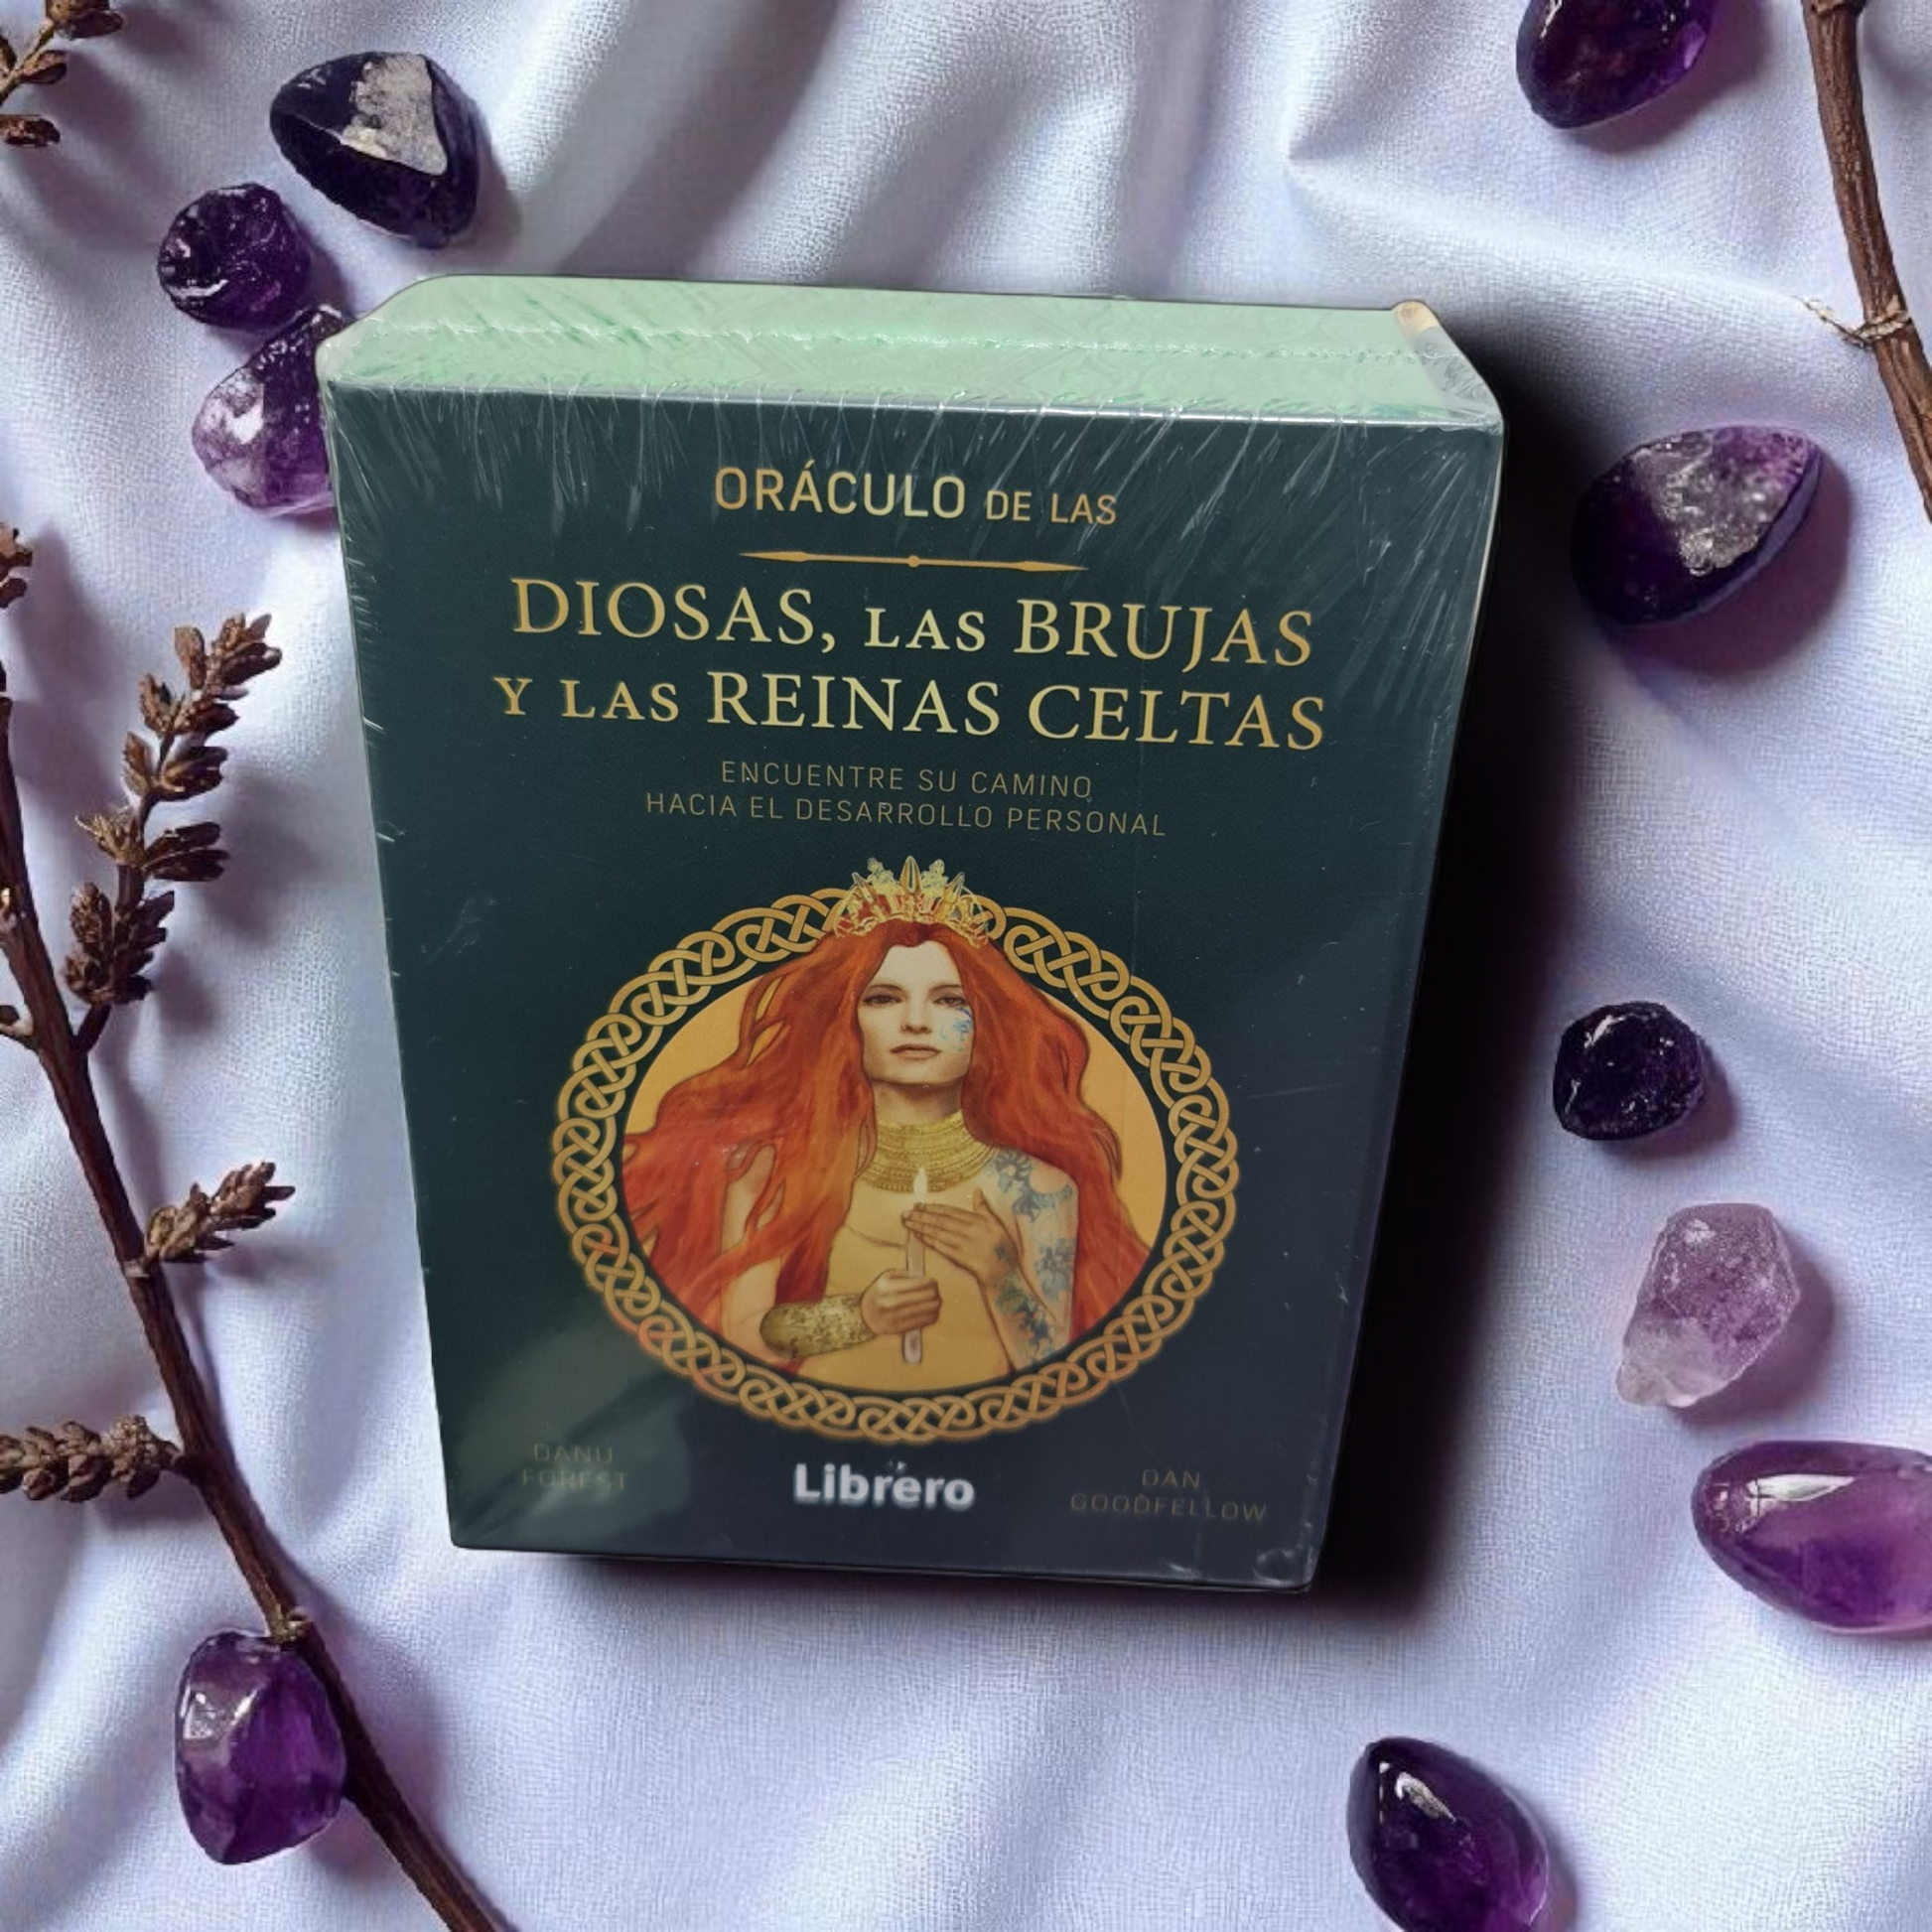 ORÁCULO DE LAS
DIOSAS, LAS BRUJAS
Y LAS REINAS CELTAS
ENCUENTRE SU CAMINO
HACIA EL DESARROLLO PERSONAL
DANU
FOREST
Librero
DAN
GOODFELLOW